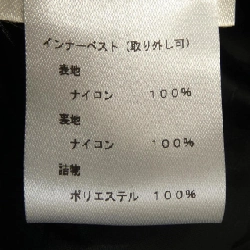 インナーベスト（取り外し可）
表地
ナイロン　１００％
裏地
ナイロン　１００％
詰物
ポリエステル　１００％